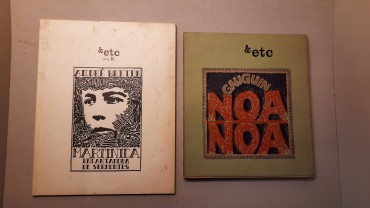 & etc
ANDRÉ BRETON
MARTINICA
ENCANTADORA
DE SERPENTES
& etc
GAUGUIN
NOA
NOA